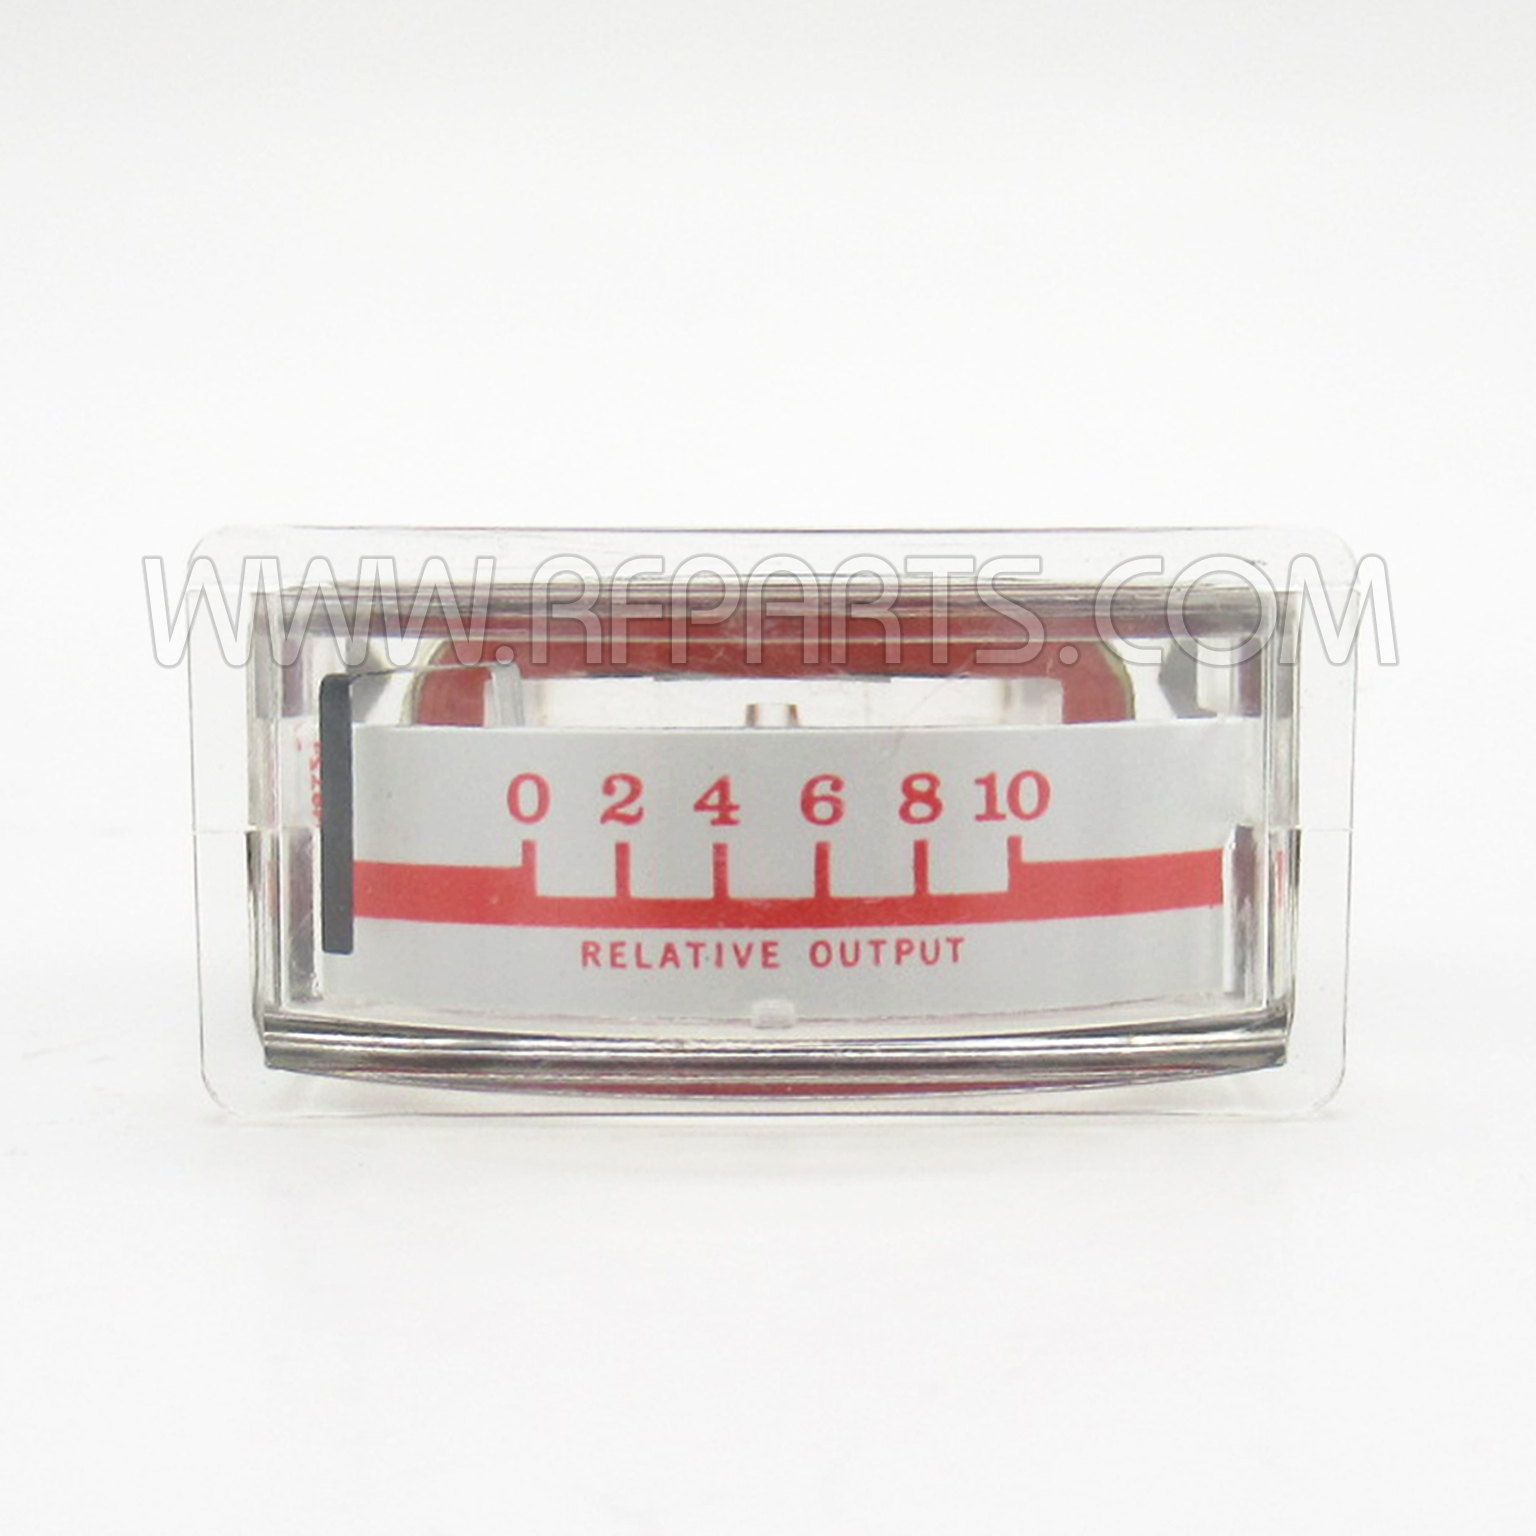 WWW.RFPARTS.COM
0 2 4 6 8 10
RELATIVE OUTPUT